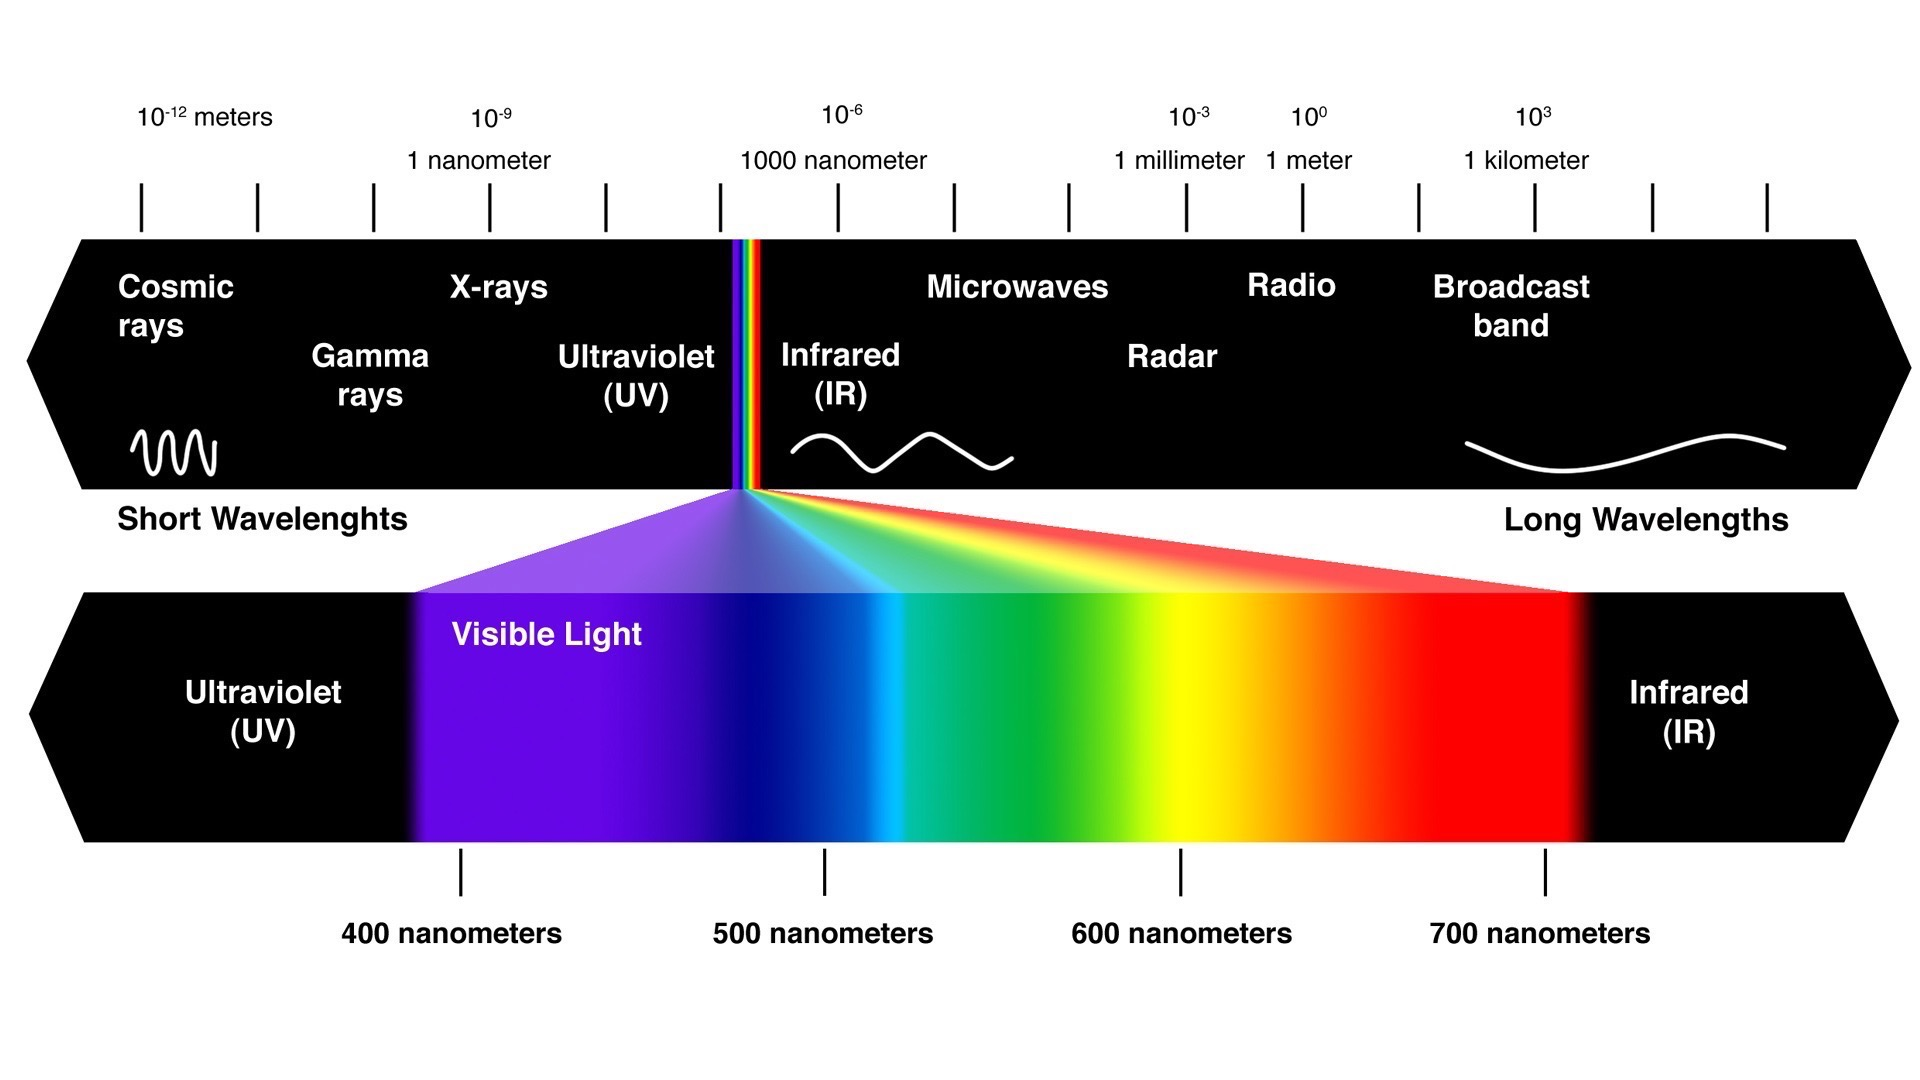 10⁻¹² meters
10⁻⁹
10⁻⁶
10⁻³
10⁰
10³
1 nanometer
1000 nanometer
1 millimeter
1 meter
1 kilometer
Cosmic
rays
Gamma
rays
X-rays
Ultraviolet
(UV)
Infrared
(IR)
Microwaves
Radar
Radio
Broadcast
band
Short Wavelenghts
Long Wavelengths
Visible Light
Ultraviolet
(UV)
Infrared
(IR)
400 nanometers
500 nanometers
600 nanometers
700 nanometers